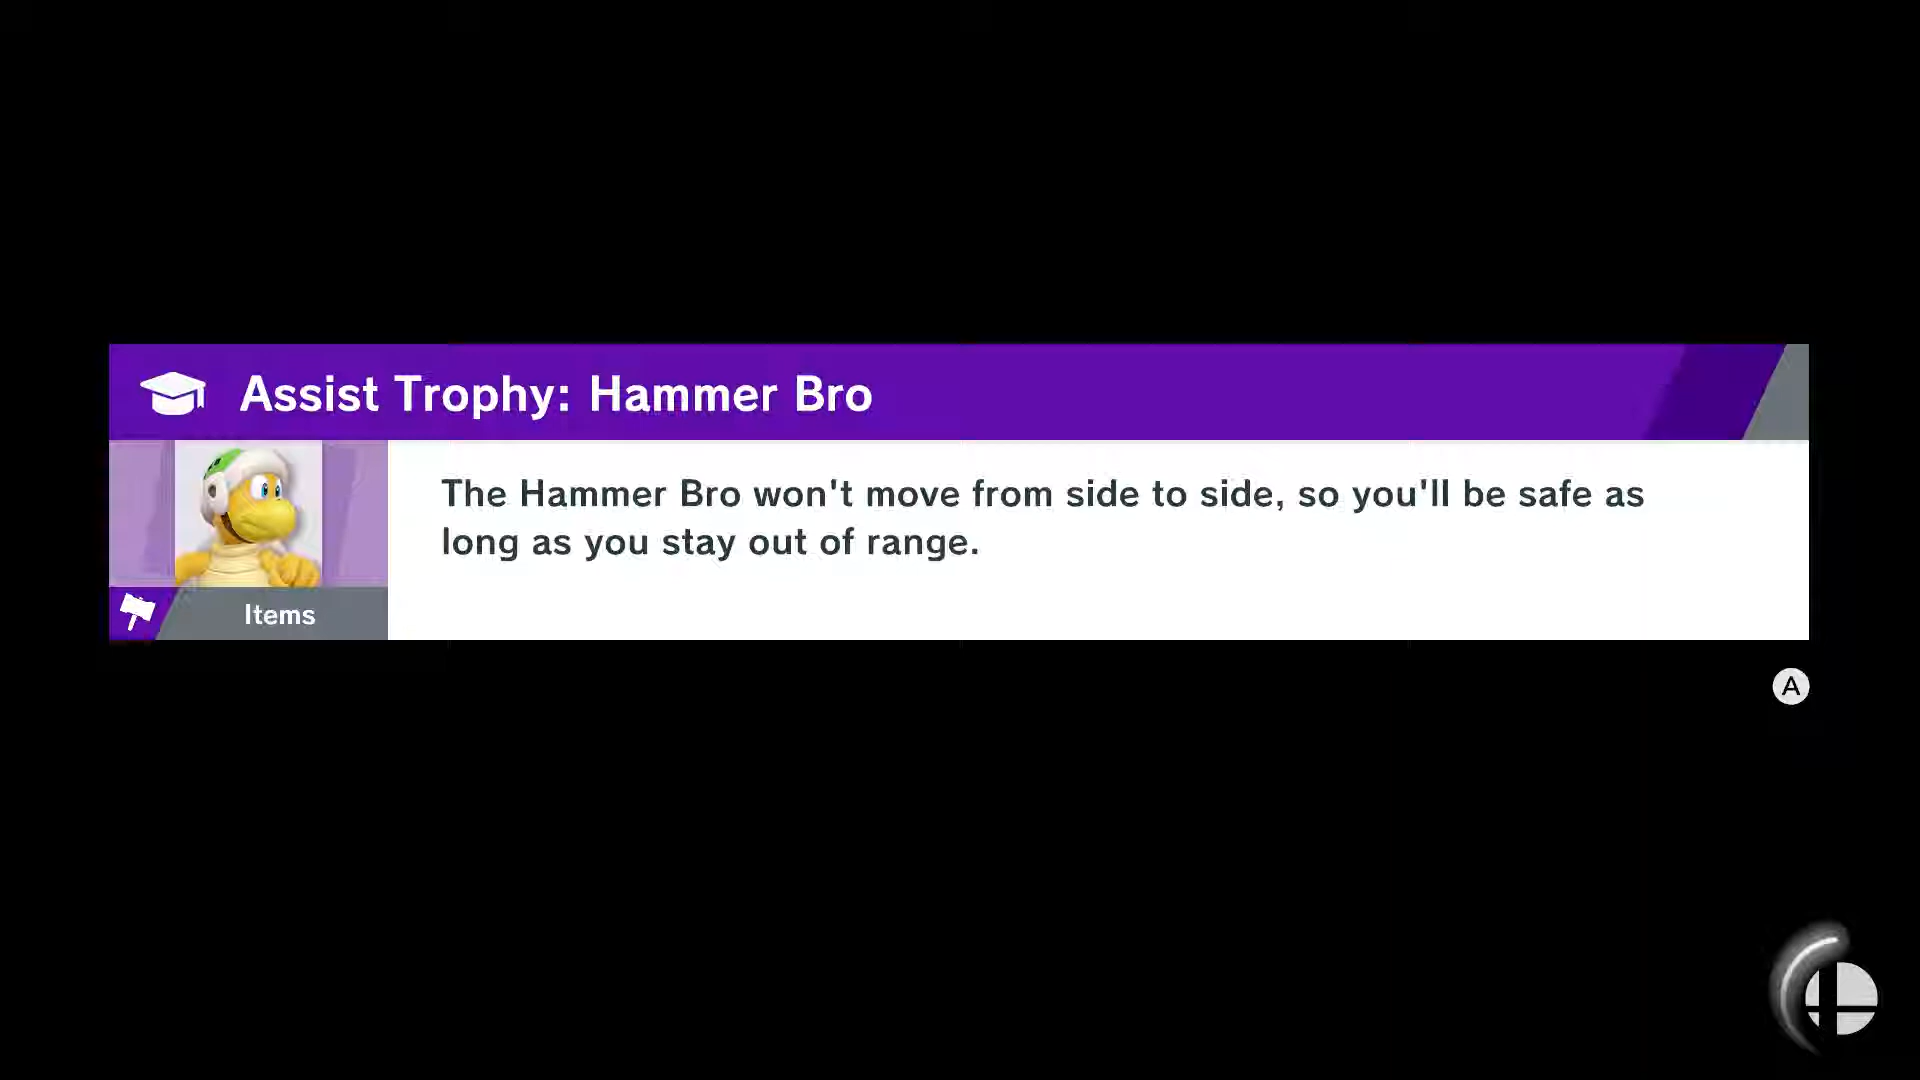 Assist Trophy: Hammer Bro
The Hammer Bro won't move from side to side, so you'll be safe as
long as you stay out of range.
Items
A